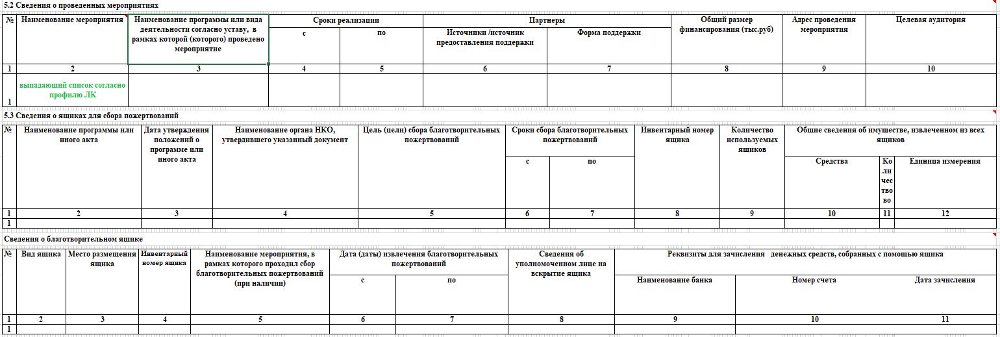 5.2 Сведения о проведенных мероприятиях
№
Наименование мероприятия
Наименование программы или вида
деятельности согласно уставу, в
рамках которой (которого) проведено
мероприятие
Сроки реализации
с
по
Партнеры
Источники /источник
предоставления поддержки
Форма поддержки
Общий размер
финансирования (тыс.руб)
Адрес проведения
мероприятия
Целевая аудитория
1 2 3 4 5 6 7 8 9 10
1
выпадающий список согласно
профилю ЛК
5.3 Сведения о ящиках для сбора пожертвований
№
Наименование программы или
иного акта
Дата утверждения
положений о
программе или
иного акта
Наименование органа НКО,
утвердившего указанный документ
Цель (цели) сбора благотворительных
пожертвований
Сроки сбора благотворительных
пожертвований
с
по
Инвентарный номер
ящика
Количество
используемых
ящиков
Общие сведения об имуществе, извлеченном из всех
ящиков
Средства
Ко
ли
чес
тво
во
Единица измерения
1 2 3 4 5 6 7 8 9 10 11 12
1
Сведения о благотворительном ящике
№
Вид ящика
Место размещения
ящика
Инвентарный
номер ящика
Наименование мероприятия, в
рамках которого проходил сбор
благотворительных пожертвований
(при наличии)
Дата (даты) извлечения благотворительных
пожертвований
с
по
Сведения об
уполномоченном лице на
вскрытие ящика
Реквизиты для зачисления денежных средств, собранных с помощью ящика
Наименование банка
Номер счета
Дата зачисления
1 2 3 4 5 6 7 8 9 10 11
1